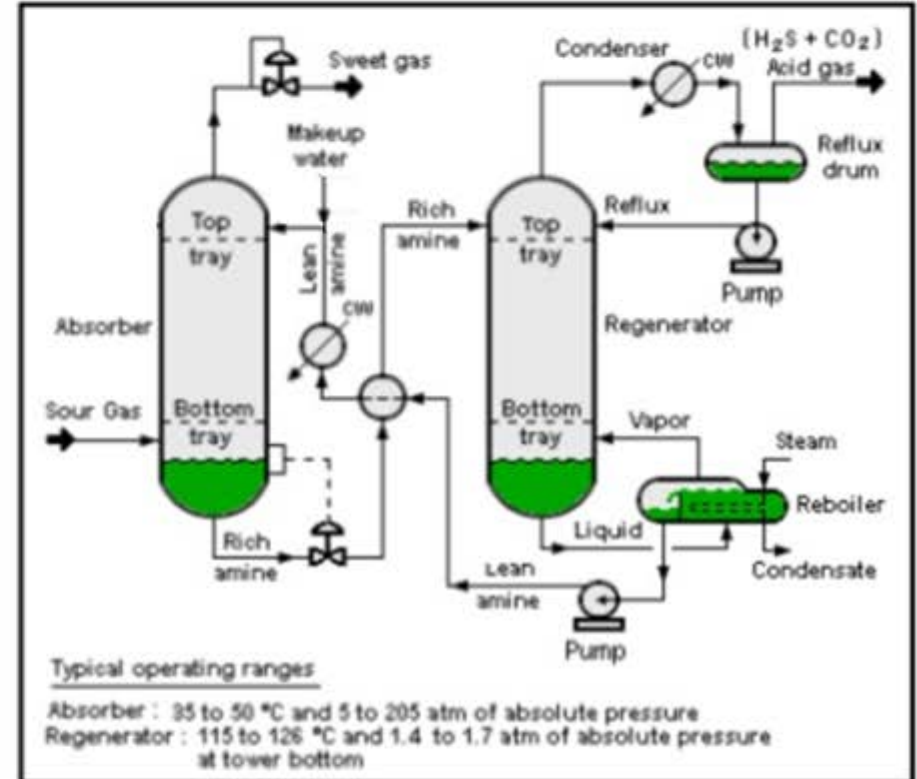 Sweet gas
Makeup
water
Condenser
CW
(H₂S + CO₂)
Acid gas
Reflux
drum
Top
tray
Lean
amine
Rich
amine
Top
tray
Reflux
Pump
Absorber
CW
Regenerator
Sour Gas
Bottom
tray
Bottom
tray
Vapor
Steam
Reboiler
Rich
amine
Liquid
Condensate
Lean
amine
Pump
Typical operating ranges
Absorber : 35 to 50 °C and 5 to 205 atm of absolute pressure
Regenerator : 115 to 126 °C and 1.4 to 1.7 atm of absolute pressure
at tower bottom